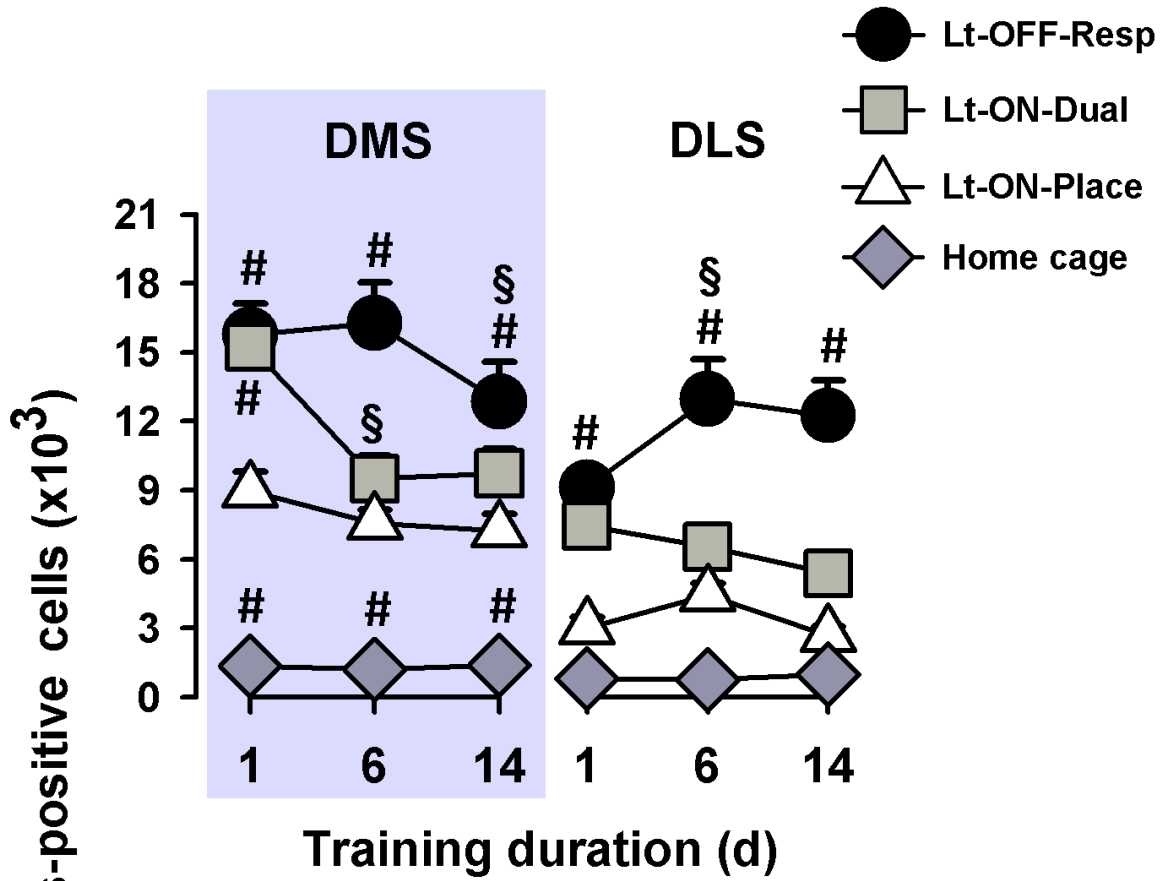 Lt-OFF-Resp
Lt-ON-Dual
Lt-ON-Place
Home cage
DMS
DLS
21
18
15
12
9
6
3
0
# # § # # § # § # # #
# # #
-positive cells (x10³)
1 6 14 1 6 14
Training duration (d)